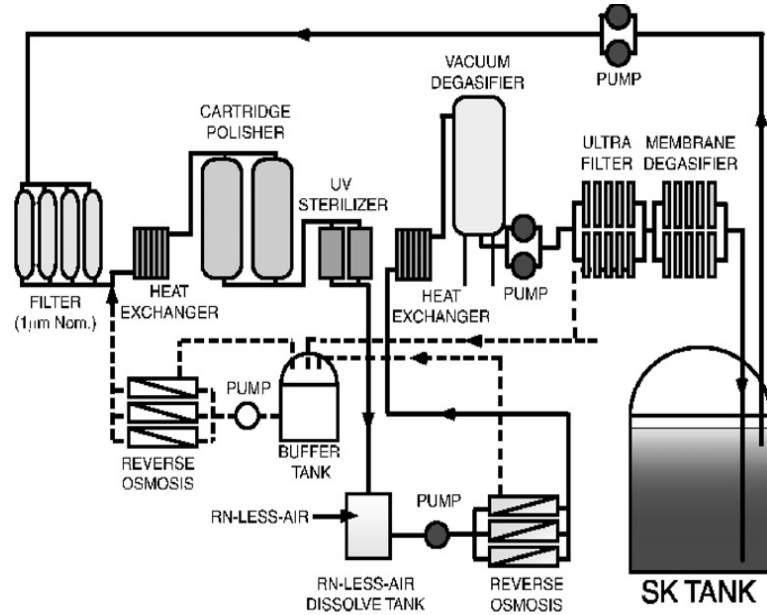 PUMP
VACUUM
DEGASIFIER
CARTRIDGE
POLISHER
ULTRA
FILTER
MEMBRANE
DEGASIFIER
UV
STERILIZER
FILTER
(1μm Nom.)
HEAT
EXCHANGER
HEAT
EXCHANGER
PUMP
PUMP
REVERSE
OSMOSIS
BUFFER
TANK
RN-LESS-AIR
PUMP
RN-LESS-AIR
DISSOLVE TANK
REVERSE
OSMOSIS
SK TANK